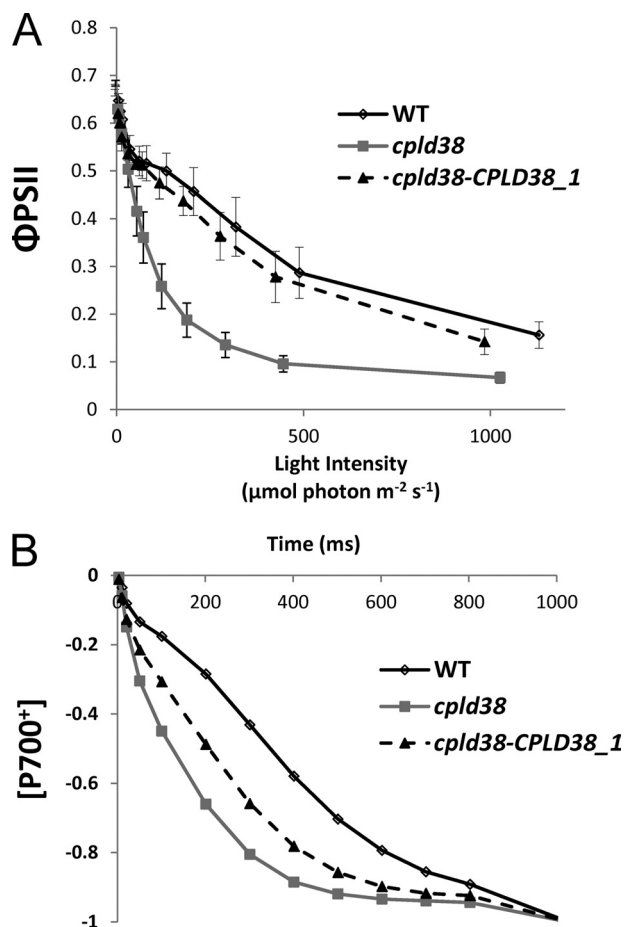 A
0.8
0.7
0.6
0.5
0.4
0.3
0.2
0.1
0
ΦPSII
WT
cpld38
cpld38-CPLD38_1
0 500 1000
Light Intensity
(μmol photon m⁻² s⁻¹)
B
Time (ms)
0 200 400 600 800 1000
0
-0.2
-0.4
-0.6
-0.8
-1
[P700⁺]
WT
cpld38
cpld38-CPLD38_1